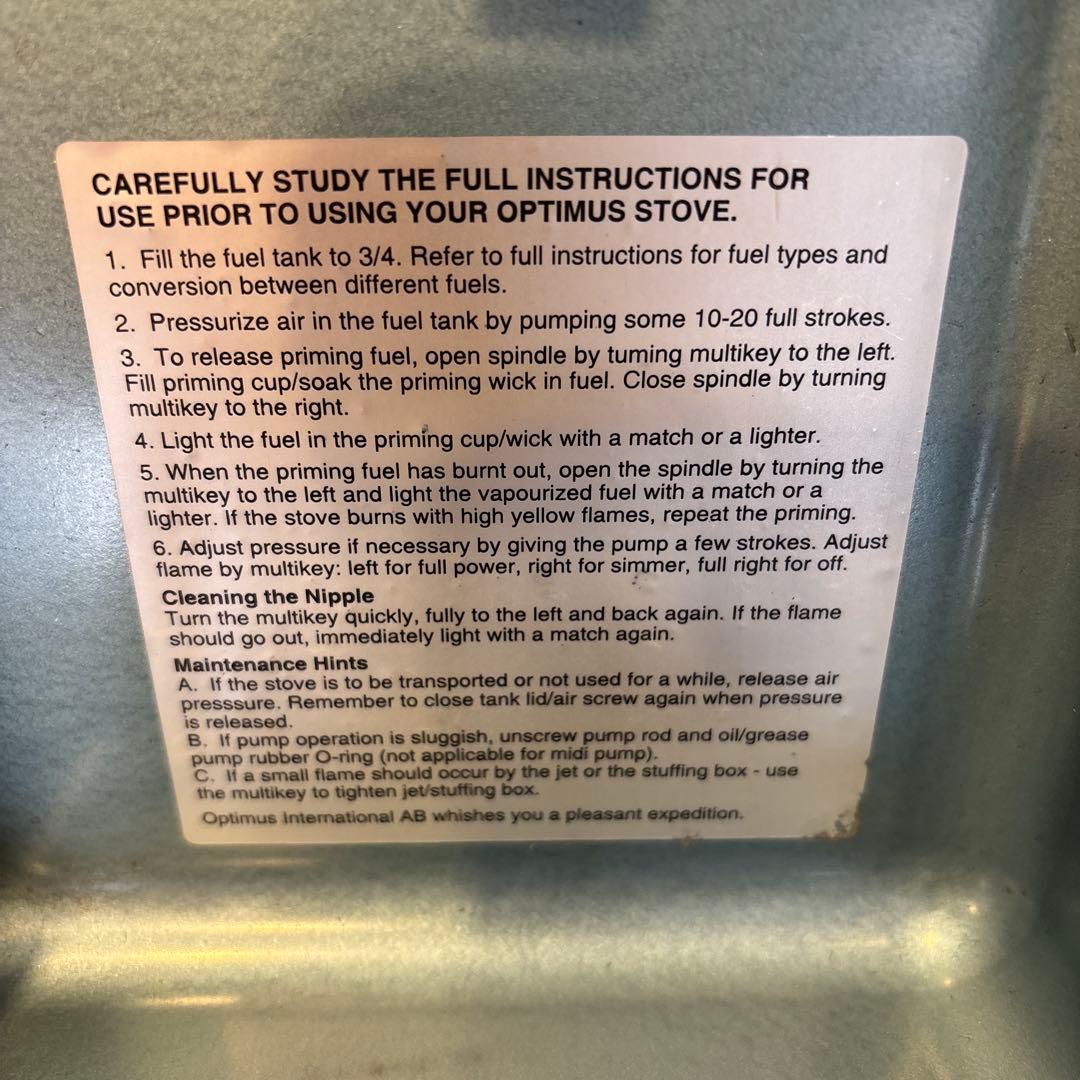 CAREFULLY STUDY THE FULL INSTRUCTIONS FOR
USE PRIOR TO USING YOUR OPTIMUS STOVE.
1. Fill the fuel tank to 3/4. Refer to full instructions for fuel types and
conversion between different fuels.
2. Pressurize air in the fuel tank by pumping some 10-20 full strokes.
3. To release priming fuel, open spindle by tuming multikey to the left.
Fill priming cup/soak the priming wick in fuel. Close spindle by turning
multikey to the right.
4. Light the fuel in the priming cup/wick with a match or a lighter.
5. When the priming fuel has burnt out, open the spindle by turning the
multikey to the left and light the vapourized fuel with a match or a
lighter. If the stove burns with high yellow flames, repeat the priming.
6. Adjust pressure if necessary by giving the pump a few strokes. Adjust
flame by multikey: left for full power, right for simmer, full right for off.
Cleaning the Nipple
Turn the multikey quickly, fully to the left and back again. If the flame
should go out, immediately light with a match again.
Maintenance Hints
A. If the stove is to be transported or not used for a while, release air
presssure. Remember to close tank lid/air screw again when pressure
is released.
B. If pump operation is sluggish, unscrew pump rod and oil/grease
pump rubber O-ring (not applicable for midi pump).
C. If a small flame should occur by the jet or the stuffing box - use
the multikey to tighten jet/stuffing box.
Optimus International AB whishes you a pleasant expedition.